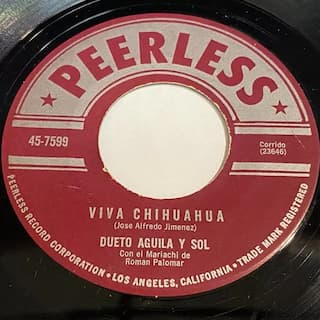 PEERLESS
45-7599
Corrido
(23646)
VIVA CHIHUAHUA
(Jose Alfredo Jimenez)
DUETO AGUILA Y SOL
Con el Mariachi de
Roman Palomar
PEERLESS RECORD CORPORATION • LOS ANGELES, CALIFORNIA. • TRADE MARK REGISTERED